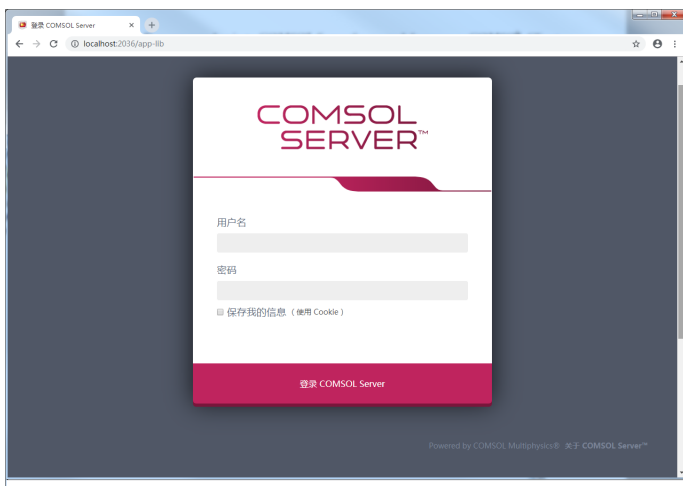 登录 COMSOL Server
localhost:2036/app-lib
COMSOL
SERVER™
用户名
密码
保存我的信息（使用 Cookie）
登录 COMSOL Server
Powered by COMSOL Multiphysics® 关于 COMSOL Server™